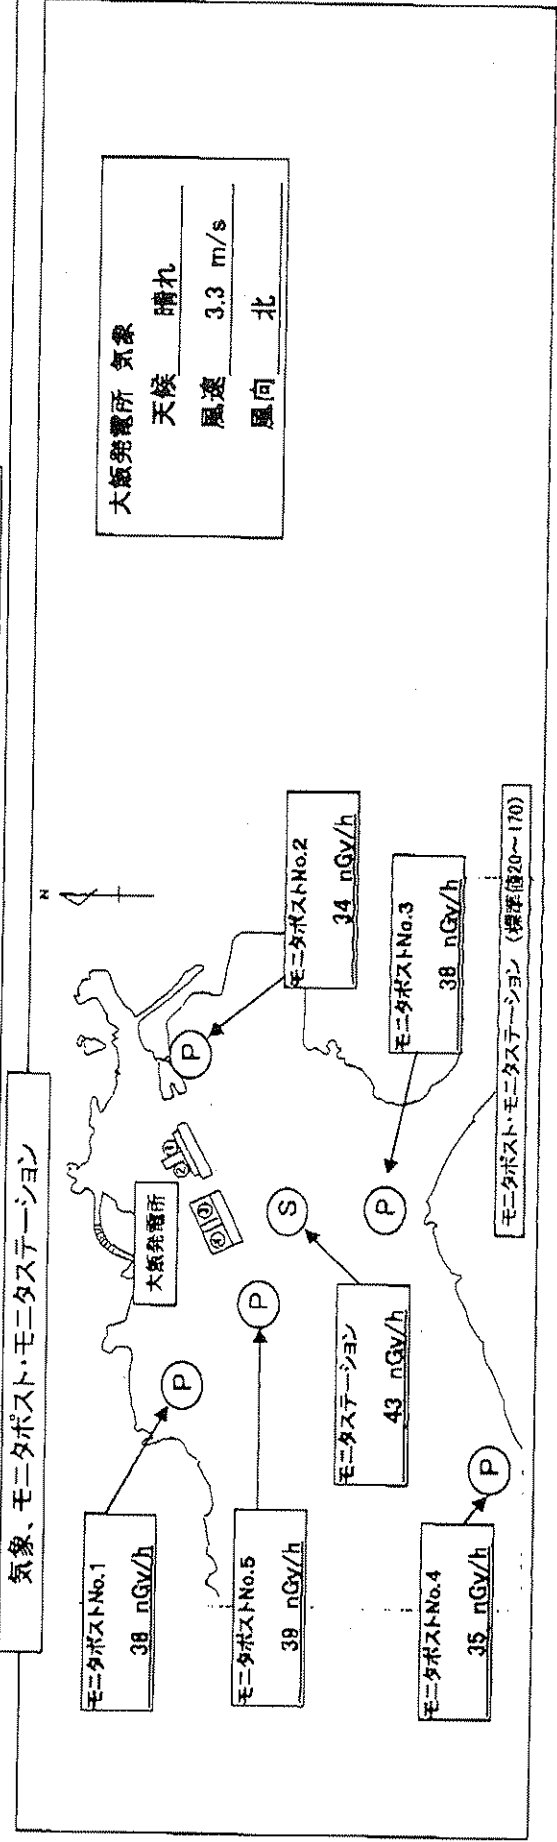 気象、モニタポスト・モニタステーション
モニタポストNo.1
38 nGy/h
モニタポストNo.5
39 nGy/h
モニタポストNo.4
35 nGy/h
大飯発電所
モニタステーション
43 nGy/h
P
P
P
S
P
P
①
②
③
④
N
モニタポストNo.2
34 nGy/h
モニタポストNo.3
38 nGy/h
モニタポスト・モニタステーション (標準値20~170)
大飯発電所 気象
天候 晴れ
風速 3.3 m/s
風向 北